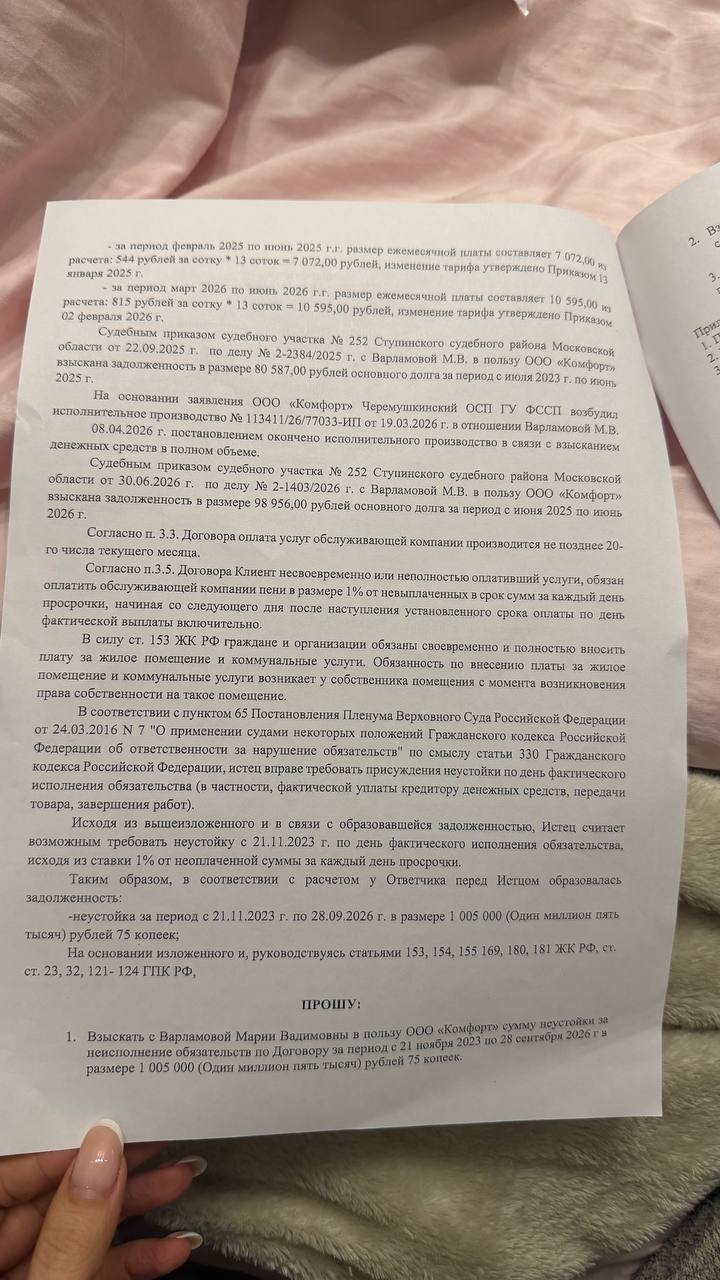 - за период февраль 2025 по июнь 2025 г.г. размер ежемесячной платы составляет 7 072,00 из
расчета: 544 рублей за сотку * 13 соток = 7 072,00 рублей, изменение тарифа утверждено Приказом 13
января 2025 г.
- за период март 2026 по июнь 2026 г.г. размер ежемесячной платы составляет 10 595,00 из
расчета: 815 рублей за сотку * 13 соток = 10 595,00 рублей, изменение тарифа утверждено Приказом
02 февраля 2026 г.
Судебным приказом судебного участка № 252 Ступинского судебного района Московской
области от 22.09.2025 г. по делу № 2-2384/2025 г. с Варламовой М.В. в пользу ООО «Комфорт»
взыскана задолженность в размере 80 587,00 рублей основного долга за период с июля 2023 г. по июнь
2025 г.
На основании заявления ООО «Комфорт» Черемушкинский ОСП ГУ ФССП возбудил
исполнительное производство № 113411/26/77033-ИП от 19.03.2026 г. в отношении Варламовой М.В.
08.04.2026 г. постановлением окончено исполнительного производство в связи с взысканием
денежных средств в полном объеме.
Судебным приказом судебного участка № 252 Ступинского судебного района Московской
области от 30.06.2026 г. по делу № 2-1403/2026 г. с Варламовой М.В. в пользу ООО «Комфорт»
взыскана задолженность в размере 98 956,00 рублей основного долга за период с июня 2025 по июнь
2026 г.
Согласно п. 3.3. Договора оплата услуг обслуживающей компании производится не позднее 20-
го числа текущего месяца.
Согласно п.3.5. Договора Клиент несвоевременно или неполностью оплативший услуги, обязан
оплатить обслуживающей компании пени в размере 1% от невыплаченных в срок сумм за каждый день
просрочки, начиная со следующего дня после наступления установленного срока оплаты по день
фактической выплаты включительно.
В силу ст. 153 ЖК РФ граждане и организации обязаны своевременно и полностью вносить
плату за жилое помещение и коммунальные услуги. Обязанность по внесению платы за жилое
помещение и коммунальные услуги возникает у собственника помещения с момента возникновения
права собственности на такое помещение.
В соответствии с пунктом 65 Постановления Пленума Верховного Суда Российской Федерации
от 24.03.2016 N 7 "О применении судами некоторых положений Гражданского кодекса Российской
Федерации об ответственности за нарушение обязательств" по смыслу статьи 330 Гражданского
кодекса Российской Федерации, истец вправе требовать присуждения неустойки по день фактического
исполнения обязательства (в частности, фактической уплаты кредитору денежных средств, передачи
товара, завершения работ).
Исходя из вышеизложенного и в связи с образовавшейся задолженностью, Истец считает
возможным требовать неустойку с 21.11.2023 г. по день фактического исполнения обязательства,
исходя из ставки 1% от неоплаченной суммы за каждый день просрочки.
Таким образом, в соответствии с расчетом у Ответчика перед Истцом образовалась
задолженность:
-неустойка за период с 21.11.2023 г. по 28.09.2026 г. в размере 1 005 000 (Один миллион пять
тысяч) рублей 75 копеек;
На основании изложенного и, руководствуясь статьями 153, 154, 155 169, 180, 181 ЖК РФ, ст.
ст. 23, 32, 121- 124 ГПК РФ,
ПРОШУ:
1. Взыскать с Варламовой Марии Вадимовны в пользу ООО «Комфорт» сумму неустойки за
неисполнение обязательств по Договору за период с 21 ноября 2023 по 28 сентября 2026 г в
размере 1 005 000 (Один миллион пять тысяч) рублей 75 копеек.
2.
3.
1.
2.
3